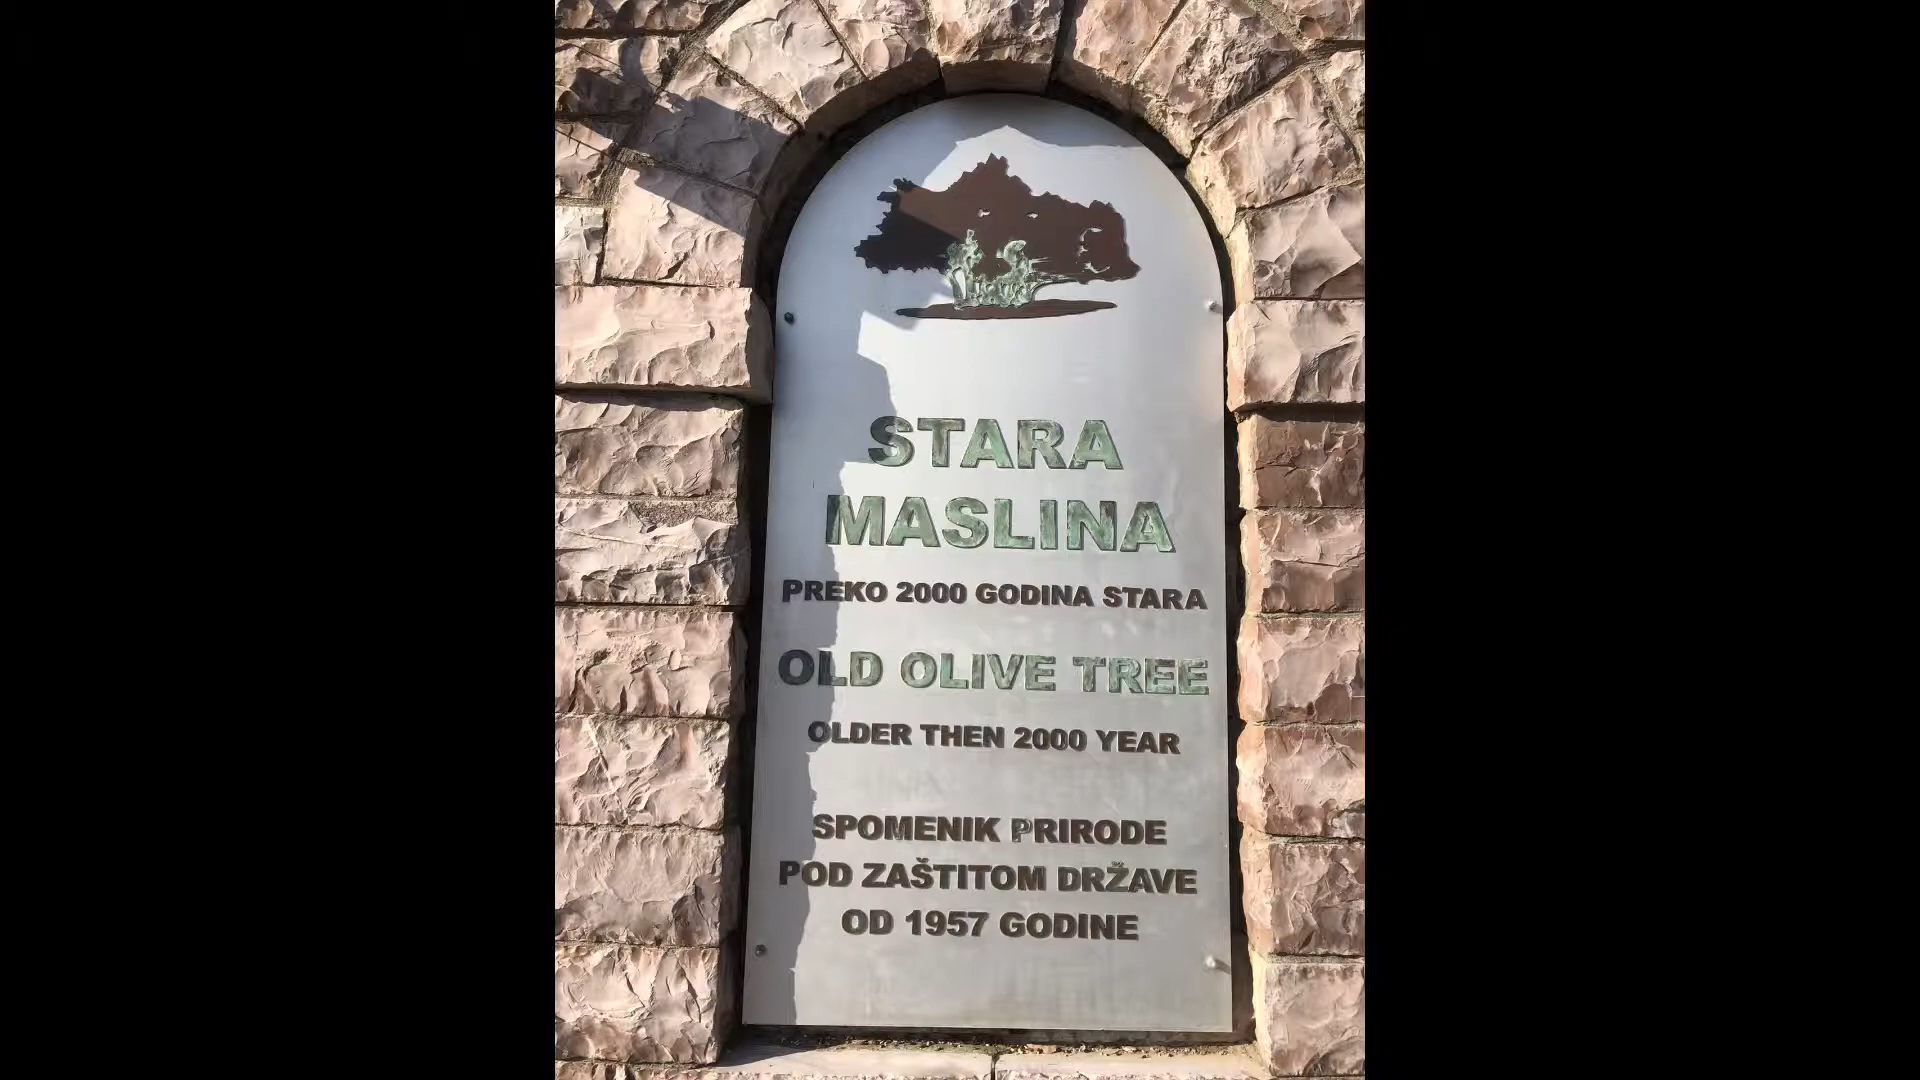 STARA
MASLINA
PREKO 2000 GODINA STARA
OLD OLIVE TREE
OLDER THEN 2000 YEAR
SPOMENIK PRIRODE
POD ZAŠTITOM DRŽAVE
OD 1957 GODINE